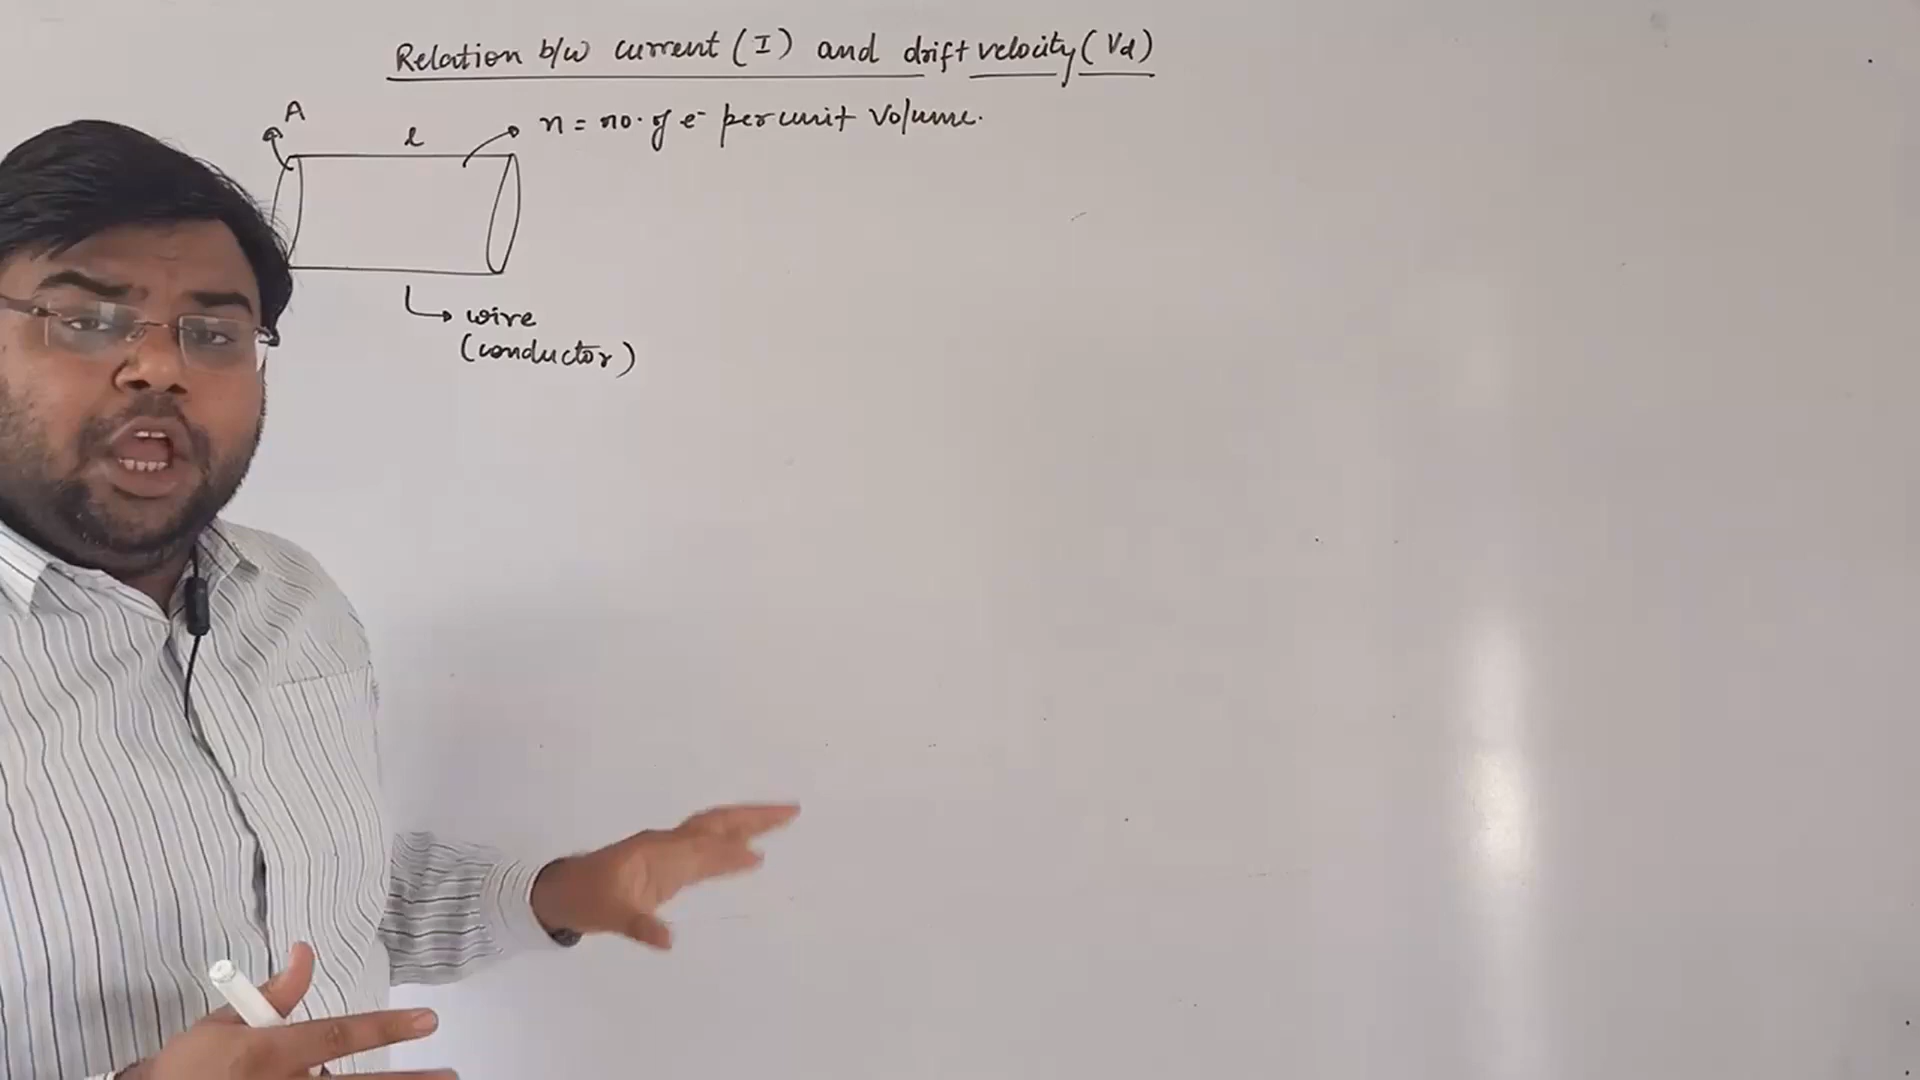 Relation b/w current (I) and drift velocity (Vd)
A
l
n = no. of e⁻ per unit volume.
wire
(conductor)